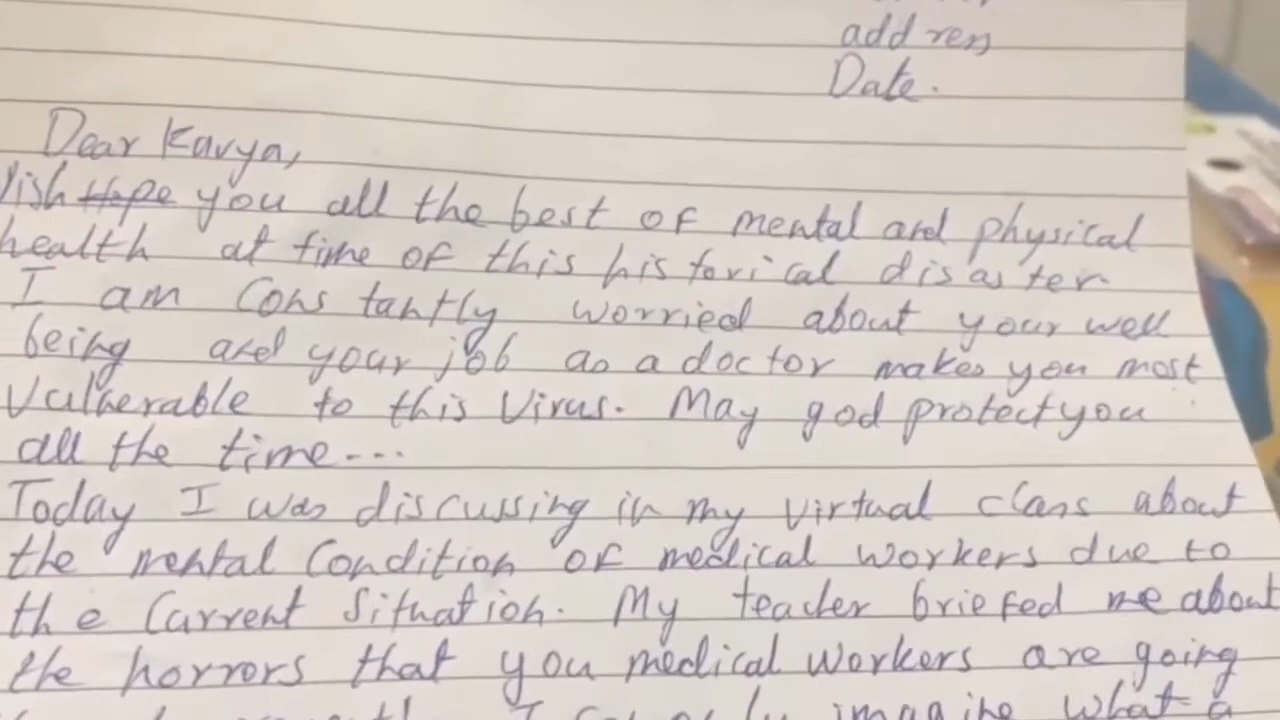 address
Date.
Dear Kavya,
Wish Hope you all the best of mental and physical
health at time of this historical disaster
I am constantly worried about your well
being and your job as a doctor makes you most
Vulnerable to this Virus. May god protect you
all the time...
Today I was discussing in my virtual class about
the mental Condition of medical workers due to
the Current Situation. My teacher briefed me about
the horrors that you medical workers are going
I can only imagine what a